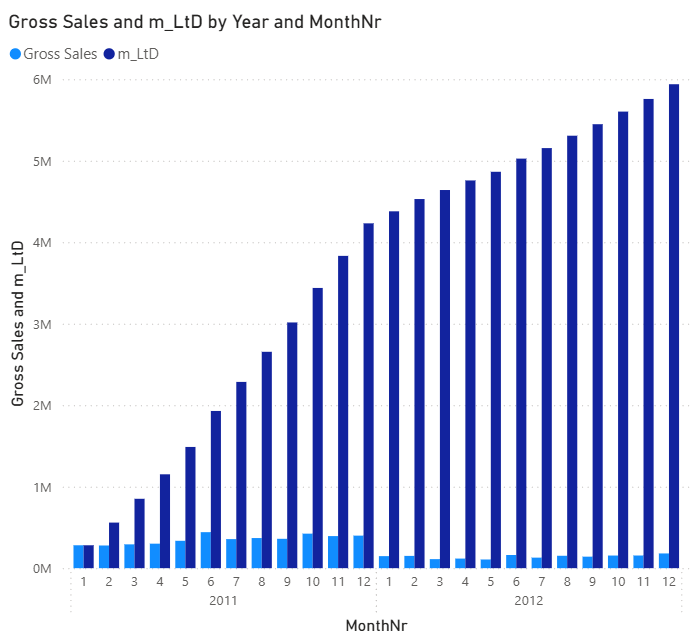 Gross Sales and m_LtD by Year and MonthNr
Gross Sales m_LtD
6M
5M
4M
3M
2M
1M
0M
Gross Sales and m_LtD
1 2 3 4 5 6 7 8 9 10 11 12 1 2 3 4 5 6 7 8 9 10 11 12
2011 2012
MonthNr